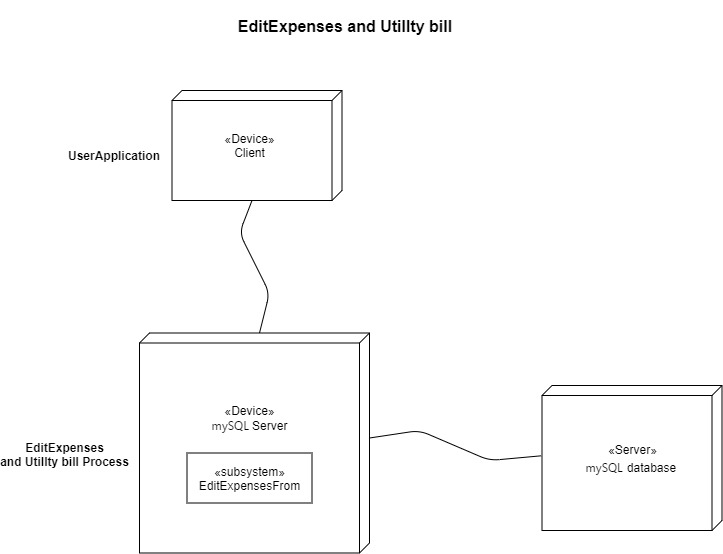 EditExpenses and Utillty bill
«Device»
Client
UserApplication
«Device»
mySQL Server
EditExpenses
and Utillty bill Process
«subsystem»
EditExpensesFrom
«Server»
mySQL database